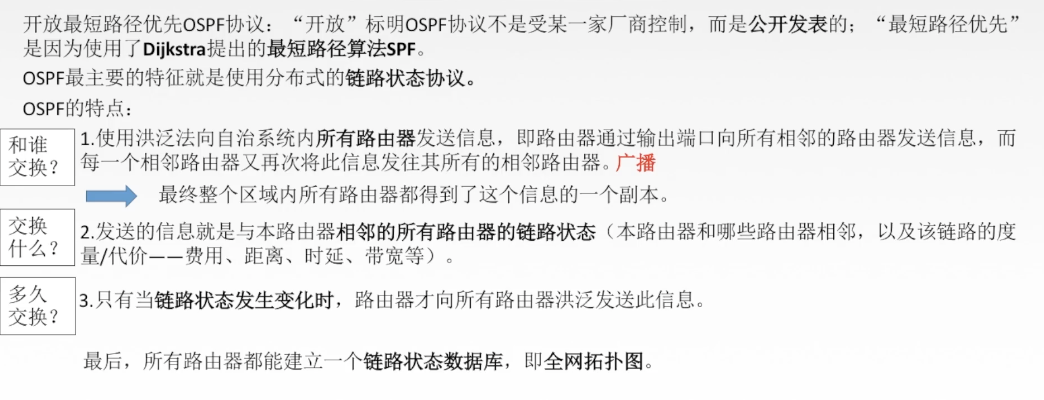 开放最短路径优先OSPF协议：“开放”标明OSPF协议不是受某一家厂商控制，而是公开发表的；“最短路径优先”
是因为使用了Dijkstra提出的最短路径算法SPF。
OSPF最主要的特征就是使用分布式的链路状态协议。
OSPF的特点：
和谁
交换？
1.使用洪泛法向自治系统内所有路由器发送信息，即路由器通过输出端口向所有相邻的路由器发送信息，而
每一个相邻路由器又再次将此信息发往其所有的相邻路由器。广播
最终整个区域内所有路由器都得到了这个信息的一个副本。
交换
什么？
2.发送的信息就是与本路由器相邻的所有路由器的链路状态（本路由器和哪些路由器相邻，以及该链路的度
量/代价——费用、距离、时延、带宽等）。
多久
交换？
3.只有当链路状态发生变化时，路由器才向所有路由器洪泛发送此信息。
最后，所有路由器都能建立一个链路状态数据库，即全网拓扑图。